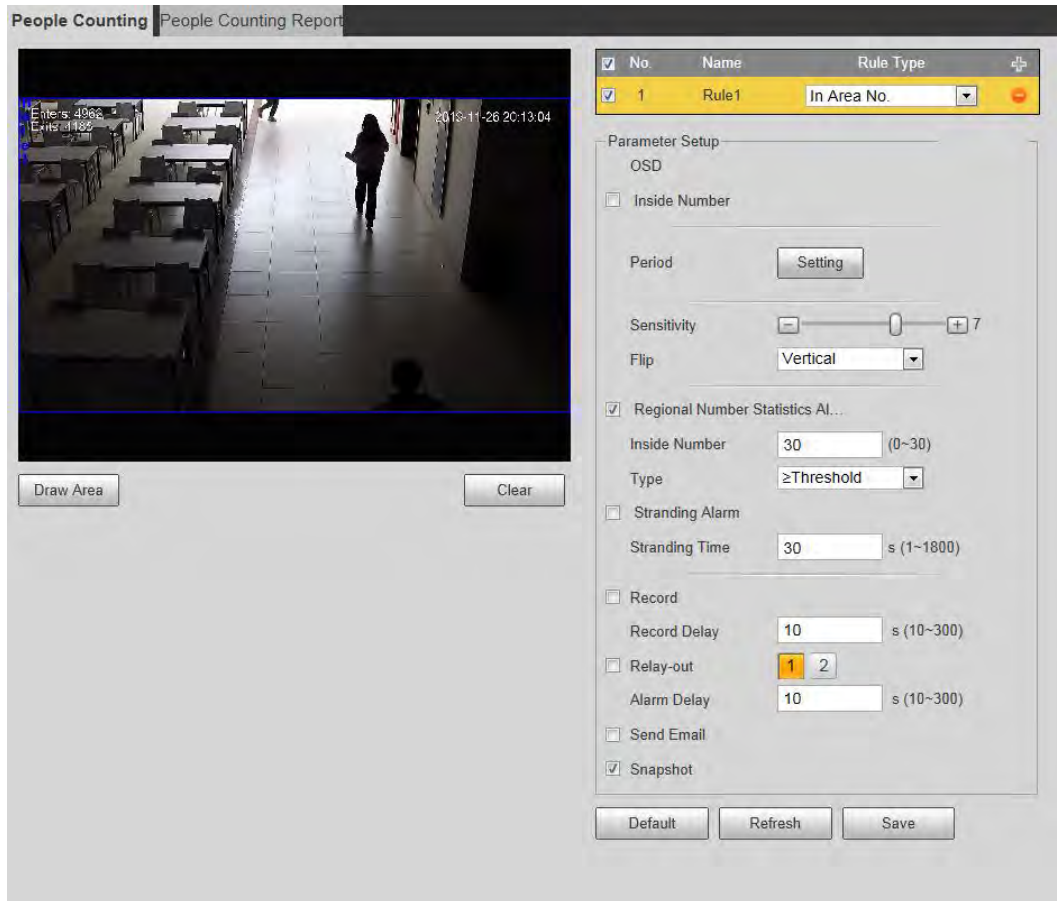 People Counting People Counting Report
Enters: 4962
Exits: 4185
2019-11-26 20:13:04
Draw Area
Clear
No. Name Rule Type
1 Rule1 In Area No.
Parameter Setup
OSD
Inside Number
Period Setting
Sensitivity 7
Flip Vertical
Regional Number Statistics Al...
Inside Number 30 (0~30)
Type ≥Threshold
Stranding Alarm
Stranding Time 30 s (1~1800)
Record
Record Delay 10 s (10~300)
Relay-out 1 2
Alarm Delay 10 s (10~300)
Send Email
Snapshot
Default Refresh Save